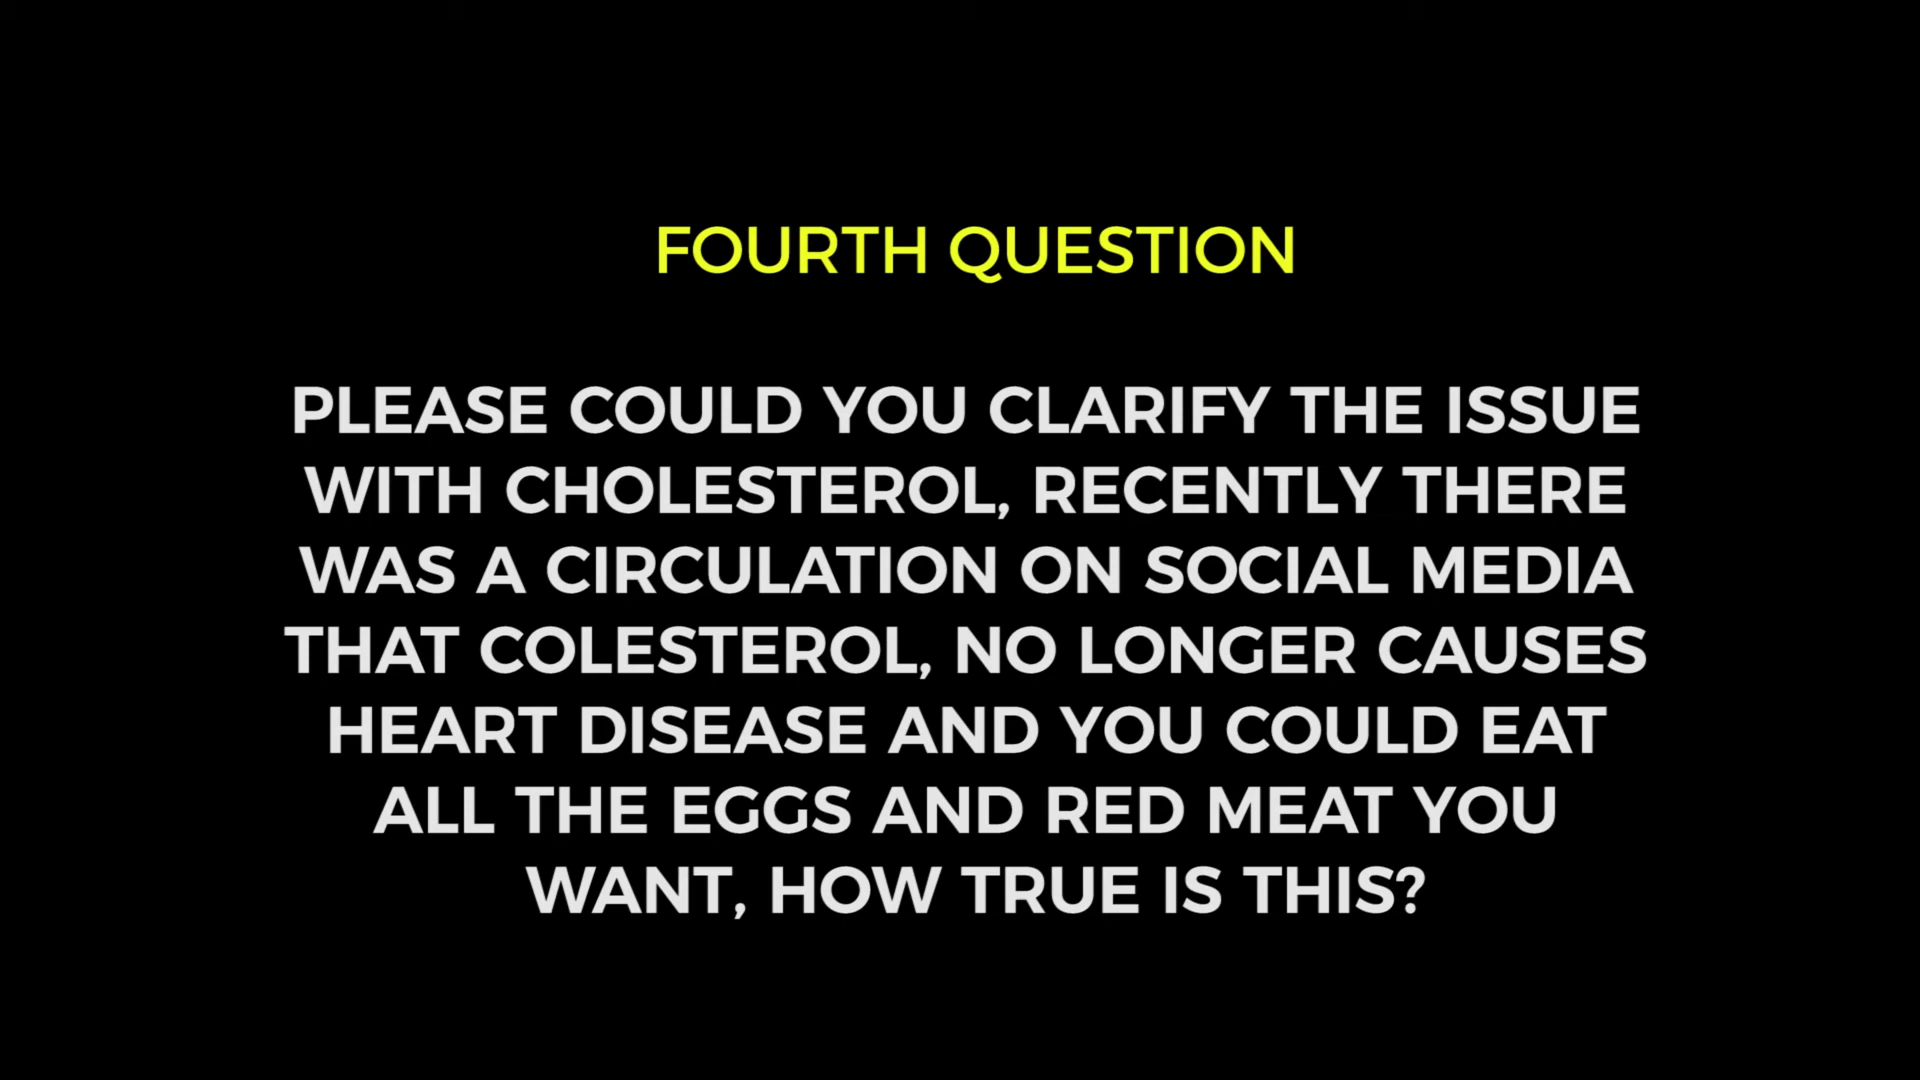 FOURTH QUESTION
PLEASE COULD YOU CLARIFY THE ISSUE
WITH CHOLESTEROL, RECENTLY THERE
WAS A CIRCULATION ON SOCIAL MEDIA
THAT COLESTEROL, NO LONGER CAUSES
HEART DISEASE AND YOU COULD EAT
ALL THE EGGS AND RED MEAT YOU
WANT, HOW TRUE IS THIS?